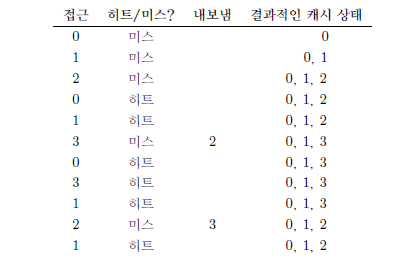 접근 히트/미스? 내보냄 결과적인 캐시 상태
0 미스 0
1 미스 0, 1
2 미스 0, 1, 2
0 히트 0, 1, 2
1 히트 0, 1, 2
3 미스 2 0, 1, 3
0 히트 0, 1, 3
3 히트 0, 1, 3
1 히트 0, 1, 3
2 미스 3 0, 1, 2
1 히트 0, 1, 2